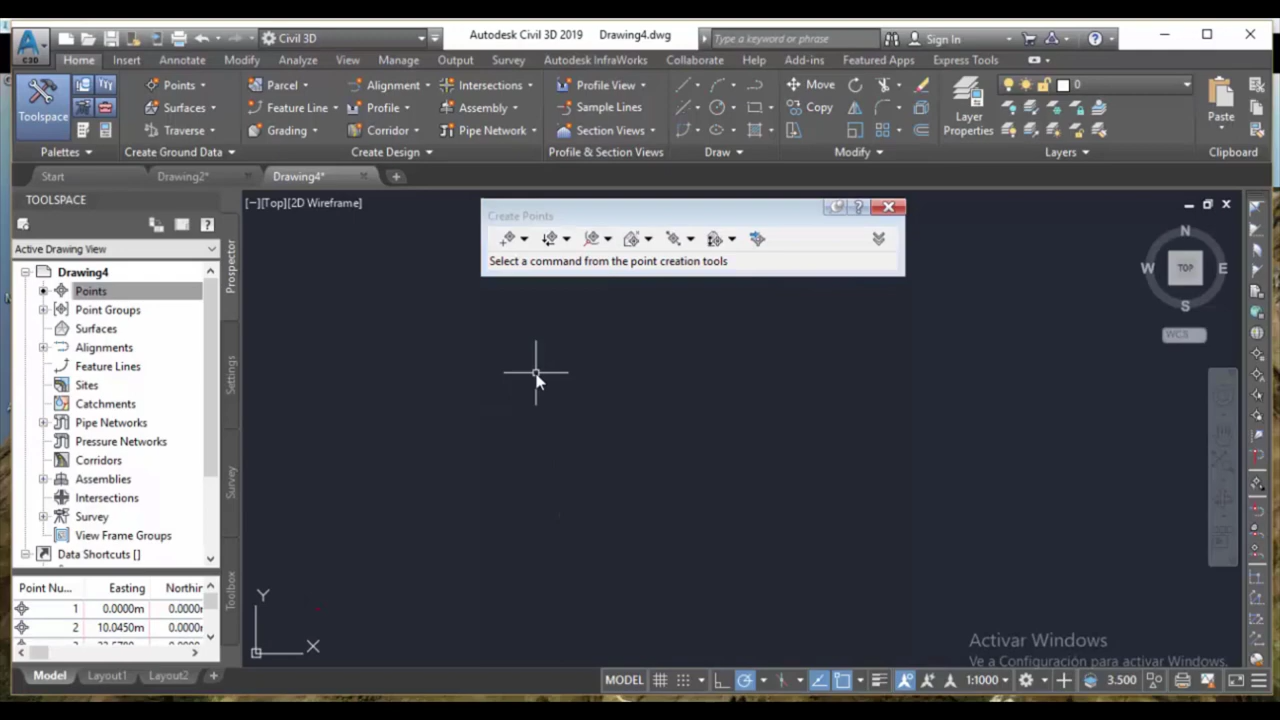 Civil 3D
Autodesk Civil 3D 2019 Drawing4.dwg
Type a keyword or phrase
Sign In
C3D
Home Insert Annotate Modify Analyze View Manage Output Survey Autodesk InfraWorks Collaborate Help Add-ins Featured Apps Express Tools
Toolspace
Points
Surfaces
Traverse
Parcel
Feature Line
Grading
Alignment
Profile
Corridor
Intersections
Assembly
Pipe Network
Profile View
Sample Lines
Section Views
Move
Copy
Layer
Properties
0
Paste
Palettes Create Ground Data Create Design Profile & Section Views Draw Modify Layers Clipboard
Start Drawing2* Drawing4*
TOOLSPACE
Active Drawing View
Drawing4
Points
Point Groups
Surfaces
Alignments
Feature Lines
Sites
Catchments
Pipe Networks
Pressure Networks
Corridors
Assemblies
Intersections
Survey
View Frame Groups
Data Shortcuts []
Prospector
Settings
Survey
Toolbox
Point Nu... Easting Northin
1 0.0000m 0.0000
2 10.0450m 0.0000
[−][Top][2D Wireframe]
Create Points
Select a command from the point creation tools
N
W TOP E
S
WCS
Y
X
Activar Windows
Ve a Configuración para activar Windows.
Model Layout1 Layout2
MODEL 1:1000 3.500